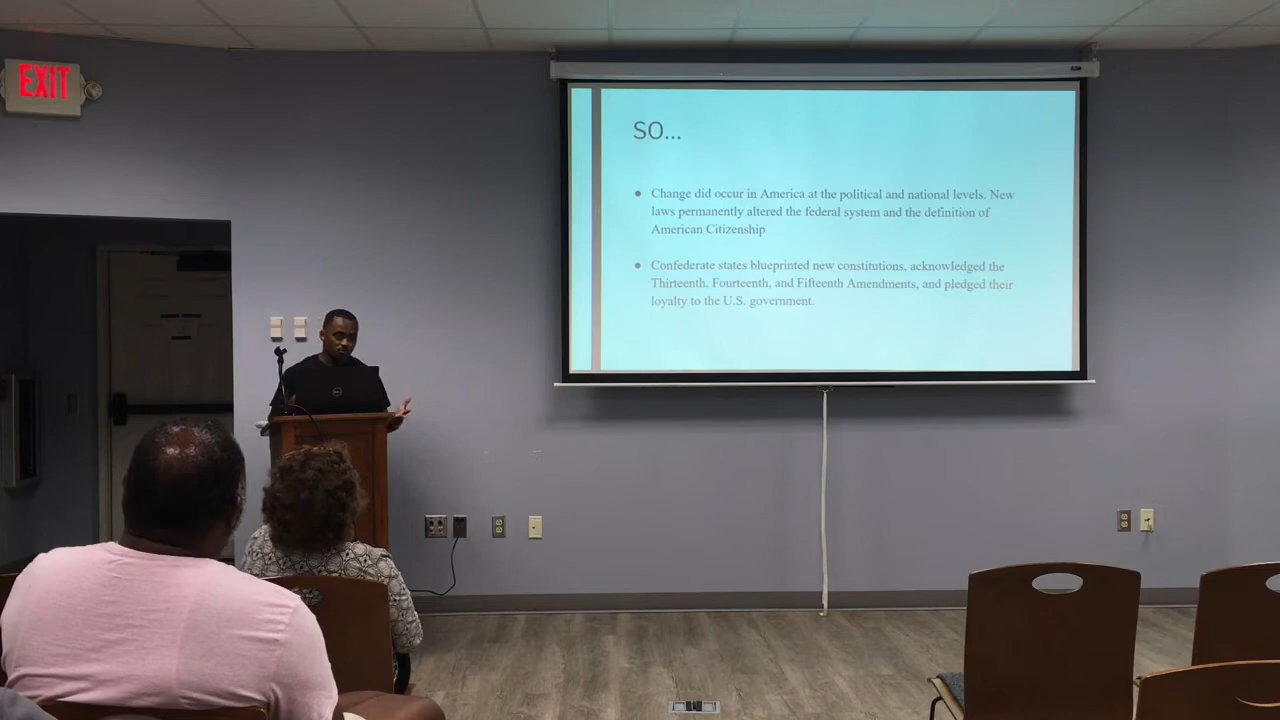 EXIT
SO...
Change did occur in America at the political and national levels. New
laws permanently altered the federal system and the definition of
American Citizenship
Confederate states blueprinted new constitutions, acknowledged the
Thirteenth, Fourteenth, and Fifteenth Amendments, and pledged their
loyalty to the U.S. government.
DELL